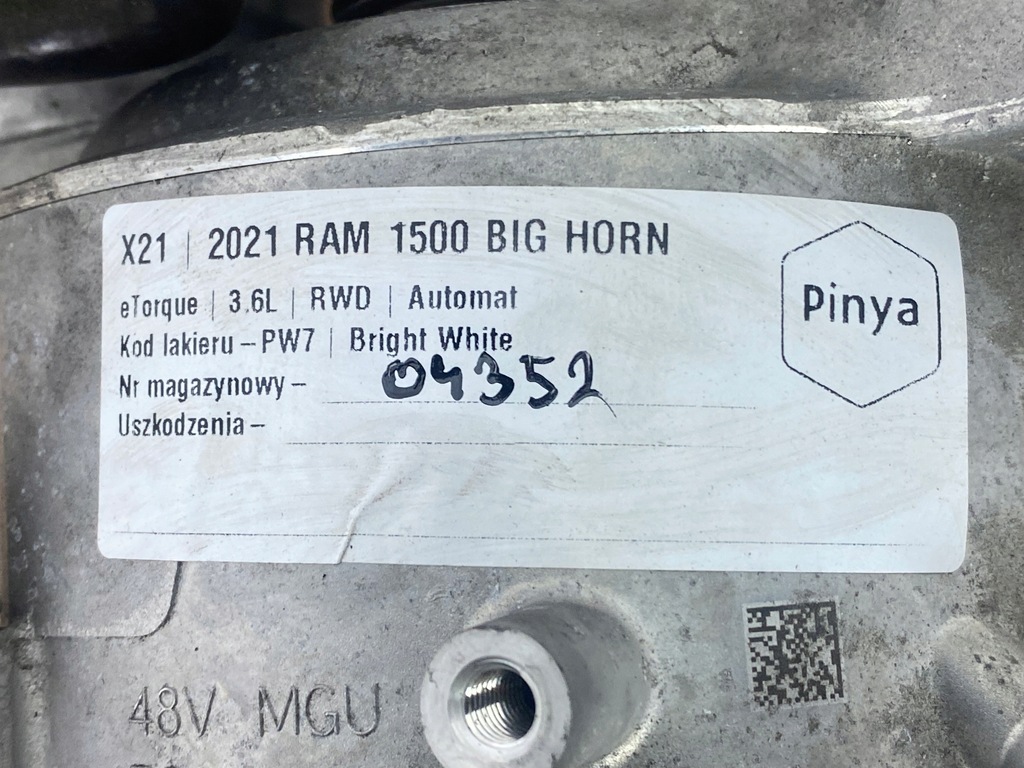 X21 | 2021 RAM 1500 BIG HORN
eTorque | 3.6L | RWD | Automat
Kod lakieru – PW7 | Bright White
Nr magazynowy – 04352
Uszkodzenia –
Pinya
48V MGU